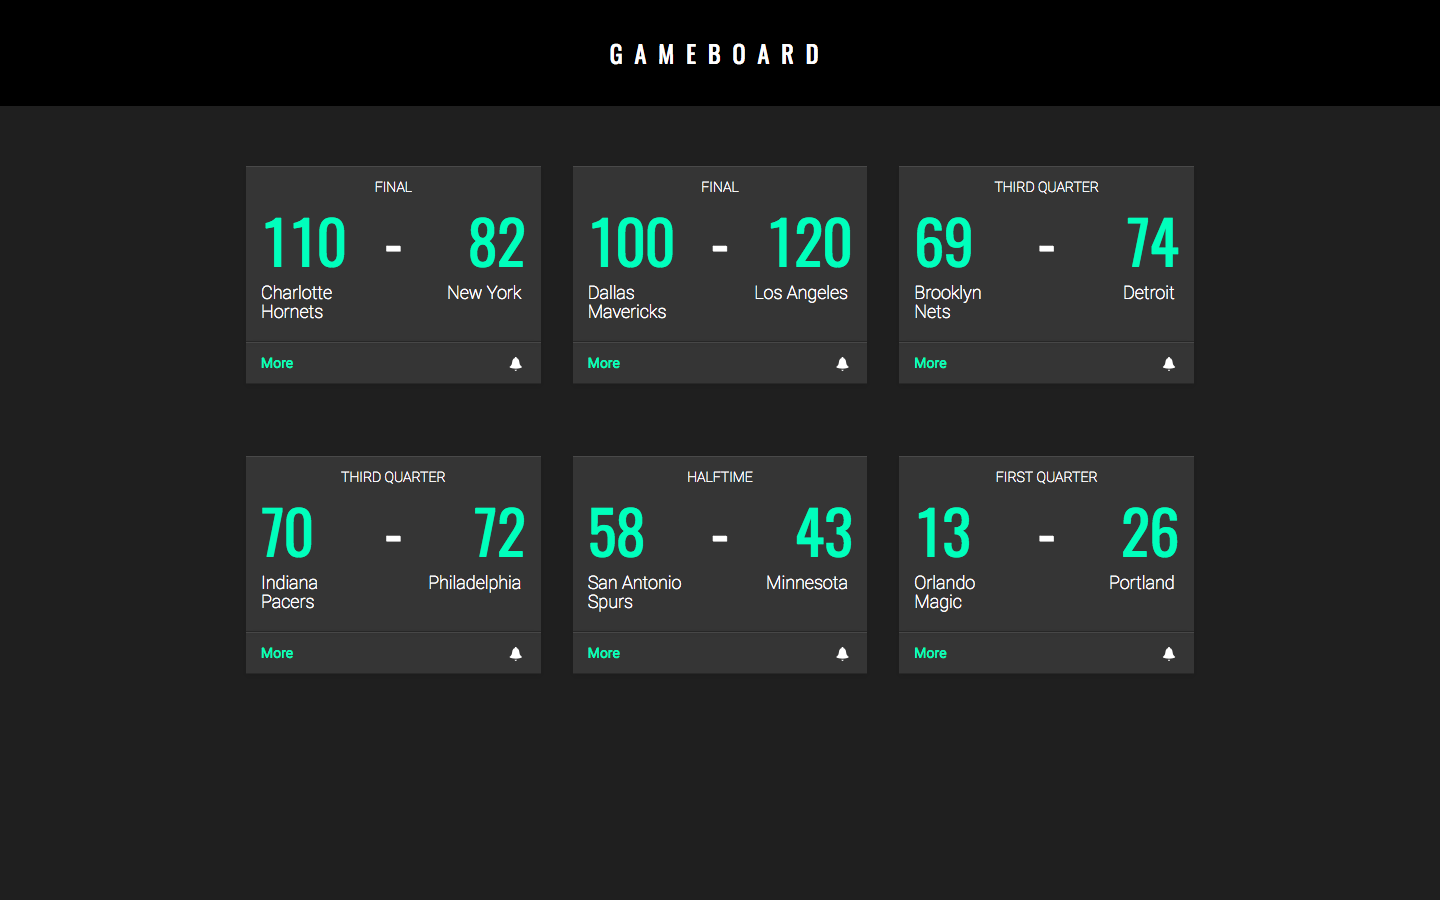 GAMEBOARD
FINAL
110 - 82
Charlotte Hornets
New York
More
FINAL
100 - 120
Dallas Mavericks
Los Angeles
More
THIRD QUARTER
69 - 74
Brooklyn Nets
Detroit
More
THIRD QUARTER
70 - 72
Indiana Pacers
Philadelphia
More
HALFTIME
58 - 43
San Antonio Spurs
Minnesota
More
FIRST QUARTER
13 - 26
Orlando Magic
Portland
More